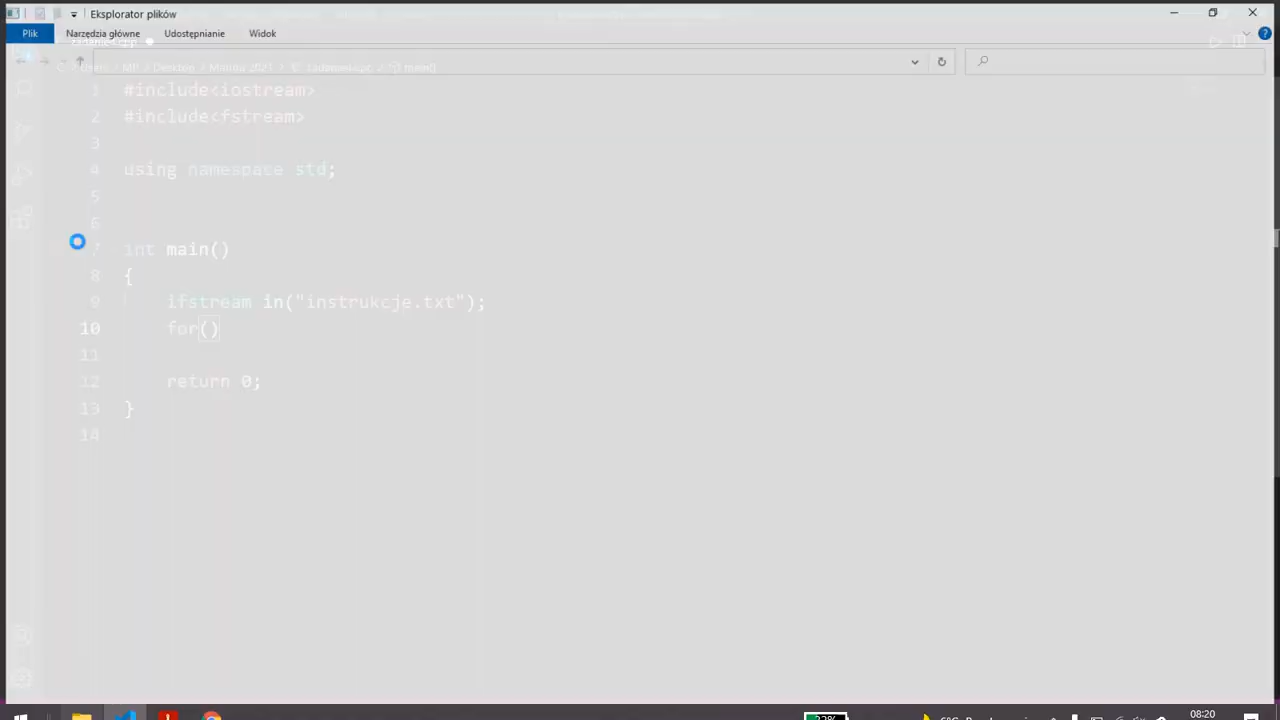 Eksplorator plików
Plik Narzędzia główne Udostępnianie Widok
1 #include<iostream>
2 #include<fstream>
3
4 using namespace std;
5
6
7 int main()
8 {
9 ifstream in("instrukcje.txt");
10 for()
11
12 return 0;
13 }
14
08:20